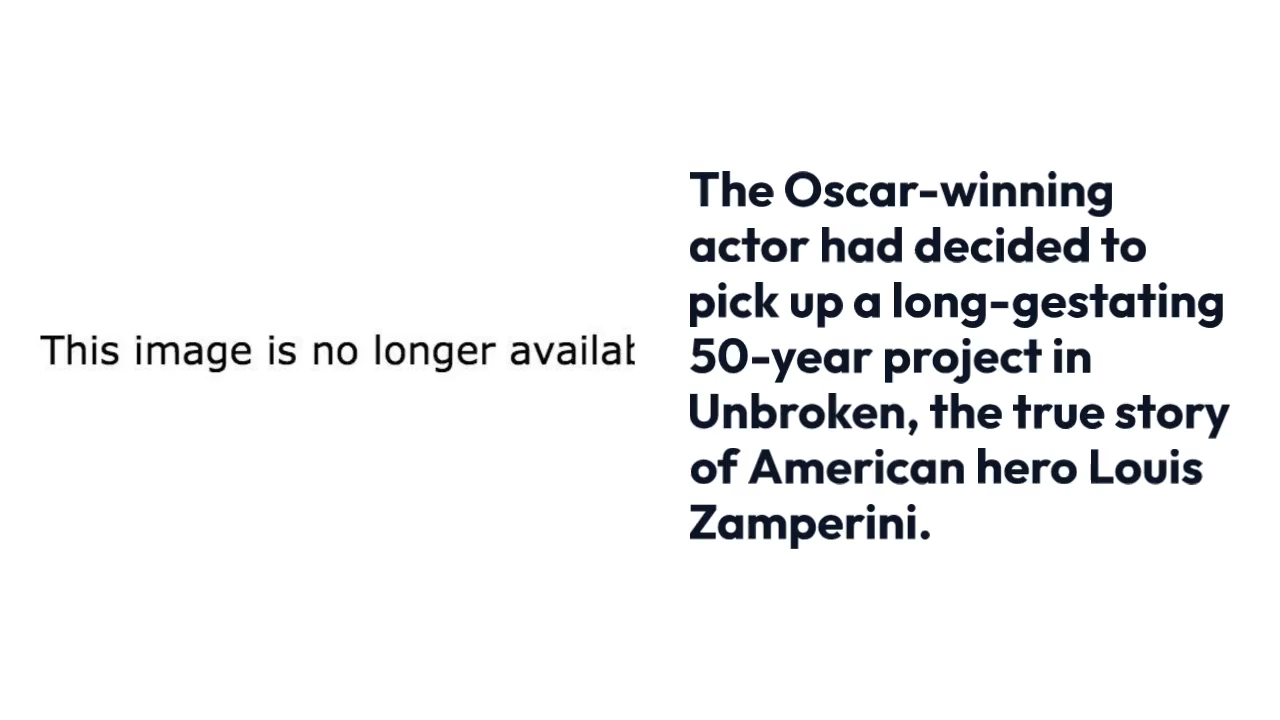 This image is no longer availab
The Oscar-winning
actor had decided to
pick up a long-gestating
50-year project in
Unbroken, the true story
of American hero Louis
Zamperini.